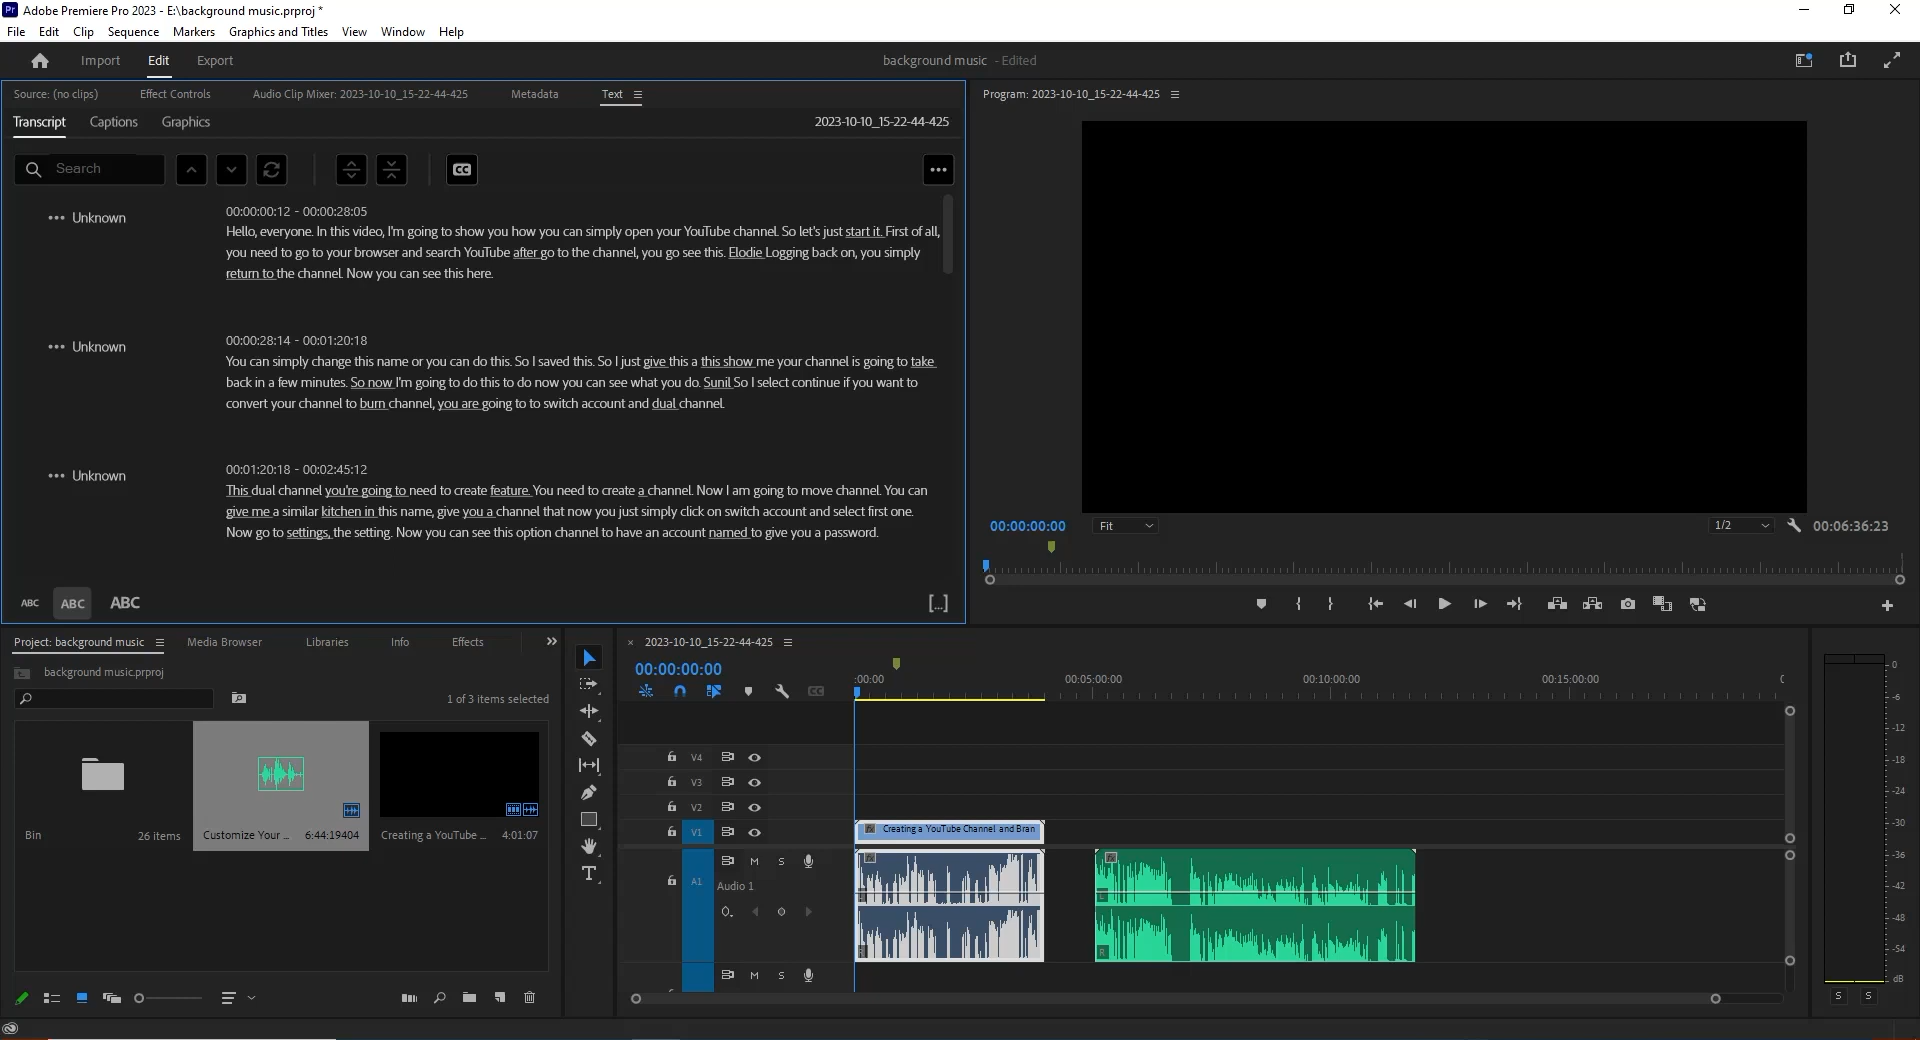 Adobe Premiere Pro 2023 - E:\background music.prproj *
File Edit Clip Sequence Markers Graphics and Titles View Window Help
Import Edit Export
background music - Edited
Source: (no clips) Effect Controls Audio Clip Mixer: 2023-10-10_15-22-44-425 Metadata Text
Transcript Captions Graphics
2023-10-10_15-22-44-425
Search
CC
Unknown
00:00:00:12 - 00:00:28:05
Hello, everyone. In this video, I'm going to show you how you can simply open your YouTube channel. So let's just start it. First of all,
you need to go to your browser and search YouTube after go to the channel, you go see this. Elodie Logging back on, you simply
return to the channel. Now you can see this here.
Unknown
00:00:28:14 - 00:01:20:18
You can simply change this name or you can do this. So I saved this. So I just give this a this show me your channel is going to take
back in a few minutes. So now I'm going to do this to do now you can see what you do. Sunil So I select continue if you want to
convert your channel to burn channel, you are going to to switch account and dual channel.
Unknown
00:01:20:18 - 00:02:45:12
This dual channel you're going to need to create feature. You need to create a channel. Now I am going to move channel. You can
give me a similar kitchen in this name, give you a channel that now you just simply click on switch account and select first one.
Now go to settings, the setting. Now you can see this option channel to have an account named to give you a password.
ABC ABC ABC
[...]
Program: 2023-10-10_15-22-44-425
00:00:00:00 Fit 1/2 00:06:36:23
Project: background music Media Browser Libraries Info Effects
background music.prproj
1 of 3 items selected
Bin 26 items
Customize Your ... 6:44:19404
Creating a YouTube ... 4:01:07
2023-10-10_15-22-44-425
00:00:00:00
:00:00 00:05:00:00 00:10:00:00 00:15:00:00
V4
V3
V2
V1
Creating a YouTube Channel and Bran
A1
M S
Audio 1
L
R
M S
0
-6
-12
-18
-24
-30
-36
-42
-48
-54
dB
S S